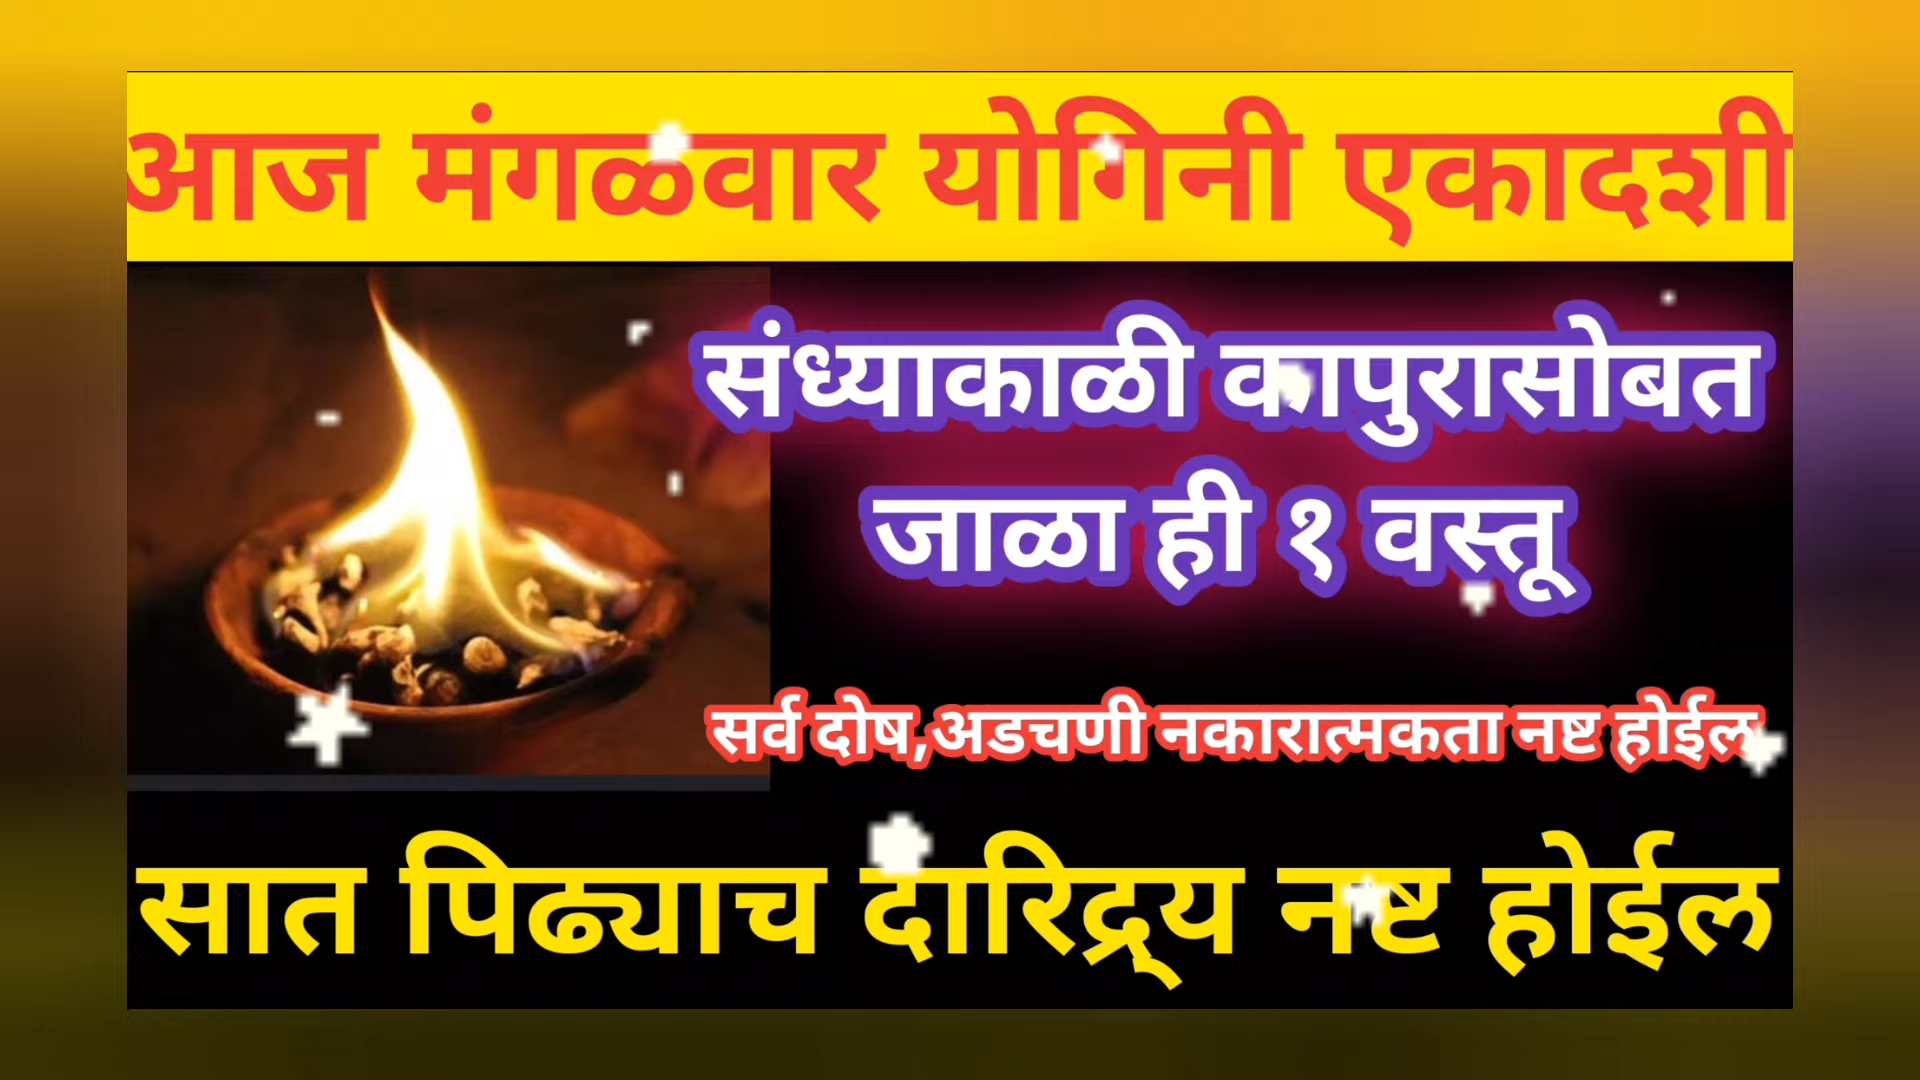 आज मंगळवार योगिनी एकादशी
संध्याकाळी कापुरासोबत
जाळा ही १ वस्तू
सर्व दोष,अडचणी नकारात्मकता नष्ट होईल
सात पिढ्याच दारिद्र्य नष्ट होईल